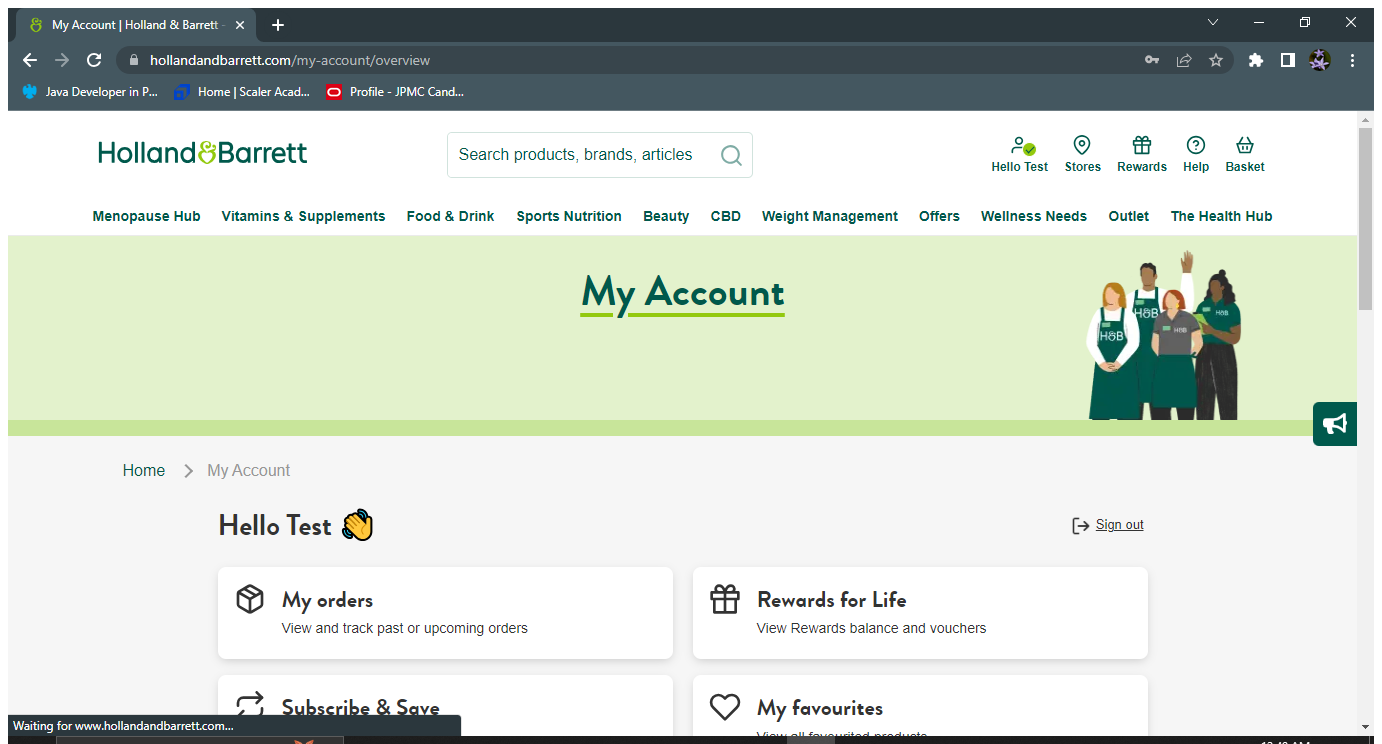 My Account | Holland & Barrett -
hollandandbarrett.com/my-account/overview
Java Developer in P... Home | Scaler Acad... Profile - JPMC Cand...
Holland&Barrett
Search products, brands, articles
Hello Test Stores Rewards Help Basket
Menopause Hub Vitamins & Supplements Food & Drink Sports Nutrition Beauty CBD Weight Management Offers Wellness Needs Outlet The Health Hub
My Account
H&B H&B H&B H&B
Home My Account
Hello Test
Sign out
My orders
View and track past or upcoming orders
Rewards for Life
View Rewards balance and vouchers
Subscribe & Save
My favourites
View all favourited products
Waiting for www.hollandandbarrett.com...